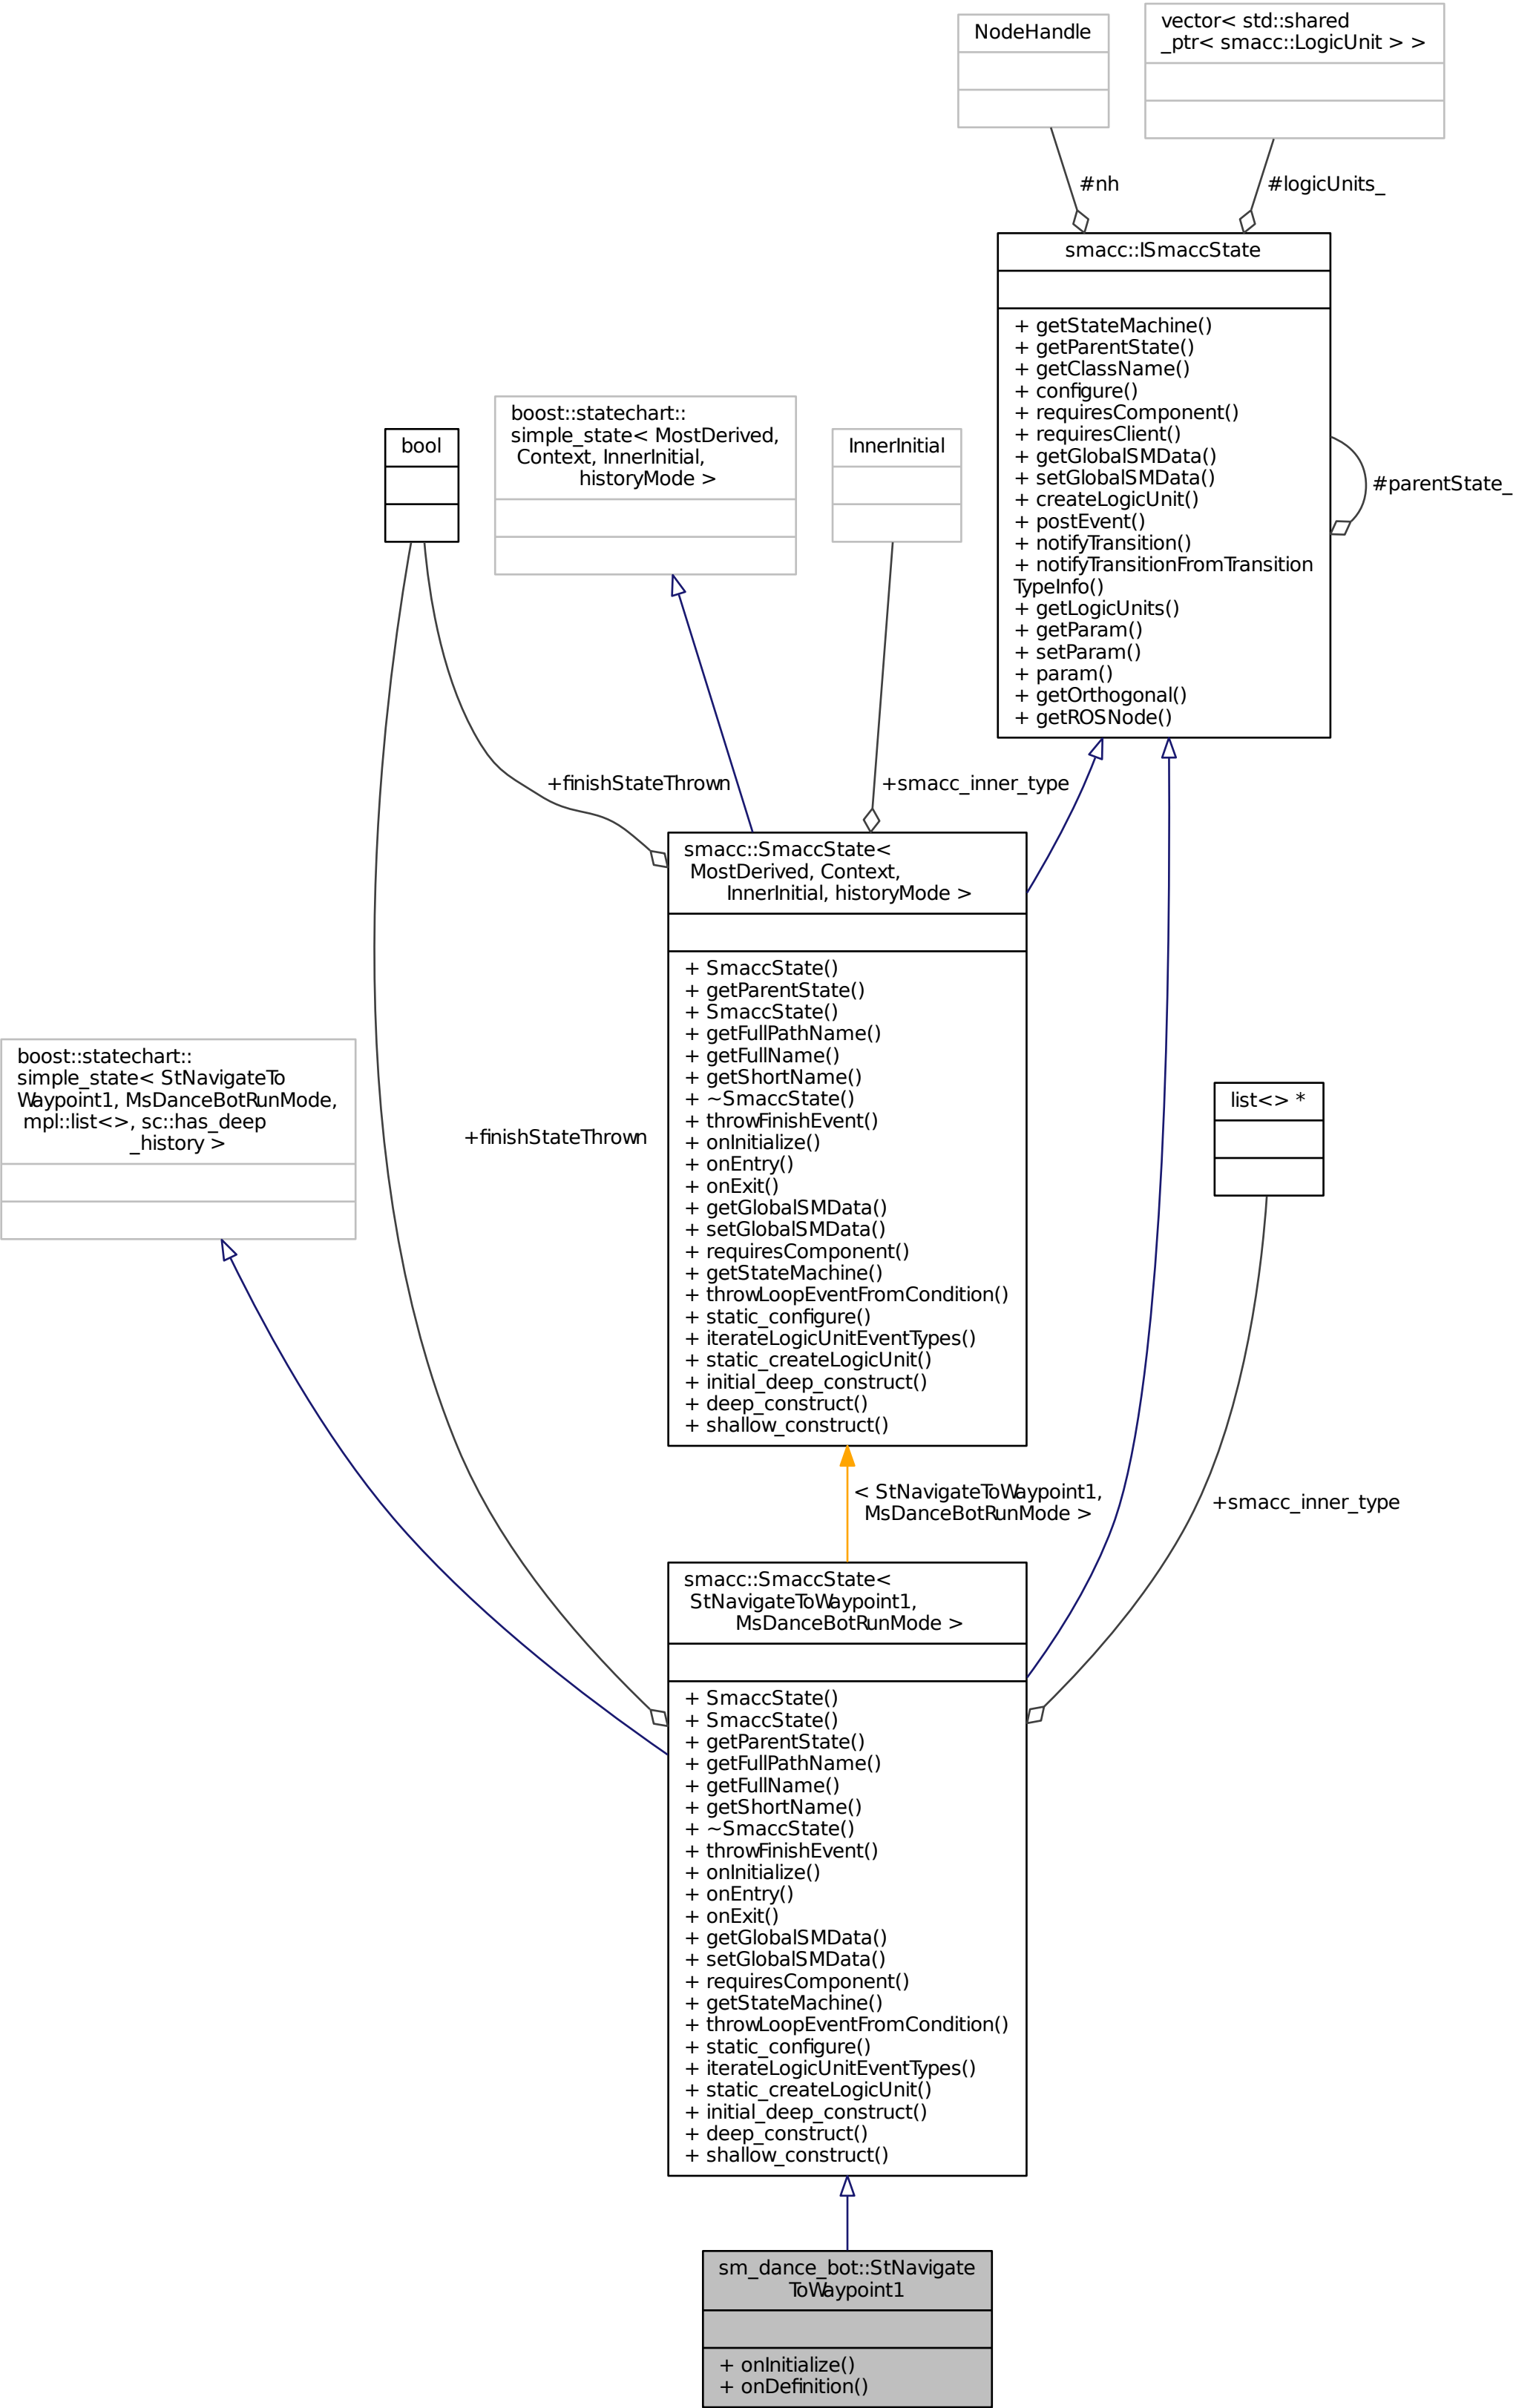 NodeHandle
vector< std::shared
_ptr< smacc::LogicUnit > >
#nh
#logicUnits_
smacc::ISmaccState
+ getStateMachine()
+ getParentState()
+ getClassName()
+ configure()
+ requiresComponent()
+ requiresClient()
+ getGlobalSMData()
+ setGlobalSMData()
+ createLogicUnit()
+ postEvent()
+ notifyTransition()
+ notifyTransitionFromTransition
TypeInfo()
+ getLogicUnits()
+ getParam()
+ setParam()
+ param()
+ getOrthogonal()
+ getROSNode()
#parentState_
boost::statechart::
simple_state< MostDerived,
Context, InnerInitial,
historyMode >
bool
InnerInitial
+finishStateThrown
+smacc_inner_type
smacc::SmaccState<
MostDerived, Context,
InnerInitial, historyMode >
+ SmaccState()
+ getParentState()
+ SmaccState()
+ getFullPathName()
+ getFullName()
+ getShortName()
+ ~SmaccState()
+ throwFinishEvent()
+ onInitialize()
+ onEntry()
+ onExit()
+ getGlobalSMData()
+ setGlobalSMData()
+ requiresComponent()
+ getStateMachine()
+ throwLoopEventFromCondition()
+ static_configure()
+ iterateLogicUnitEventTypes()
+ static_createLogicUnit()
+ initial_deep_construct()
+ deep_construct()
+ shallow_construct()
boost::statechart::
simple_state< StNavigateTo
Waypoint1, MsDanceBotRunMode,
mpl::list<>, sc::has_deep
_history >
+finishStateThrown
list<> *
< StNavigateToWaypoint1,
MsDanceBotRunMode >
+smacc_inner_type
smacc::SmaccState<
StNavigateToWaypoint1,
MsDanceBotRunMode >
+ SmaccState()
+ SmaccState()
+ getParentState()
+ getFullPathName()
+ getFullName()
+ getShortName()
+ ~SmaccState()
+ throwFinishEvent()
+ onInitialize()
+ onEntry()
+ onExit()
+ getGlobalSMData()
+ setGlobalSMData()
+ requiresComponent()
+ getStateMachine()
+ throwLoopEventFromCondition()
+ static_configure()
+ iterateLogicUnitEventTypes()
+ static_createLogicUnit()
+ initial_deep_construct()
+ deep_construct()
+ shallow_construct()
sm_dance_bot::StNavigate
ToWaypoint1
+ onInitialize()
+ onDefinition()